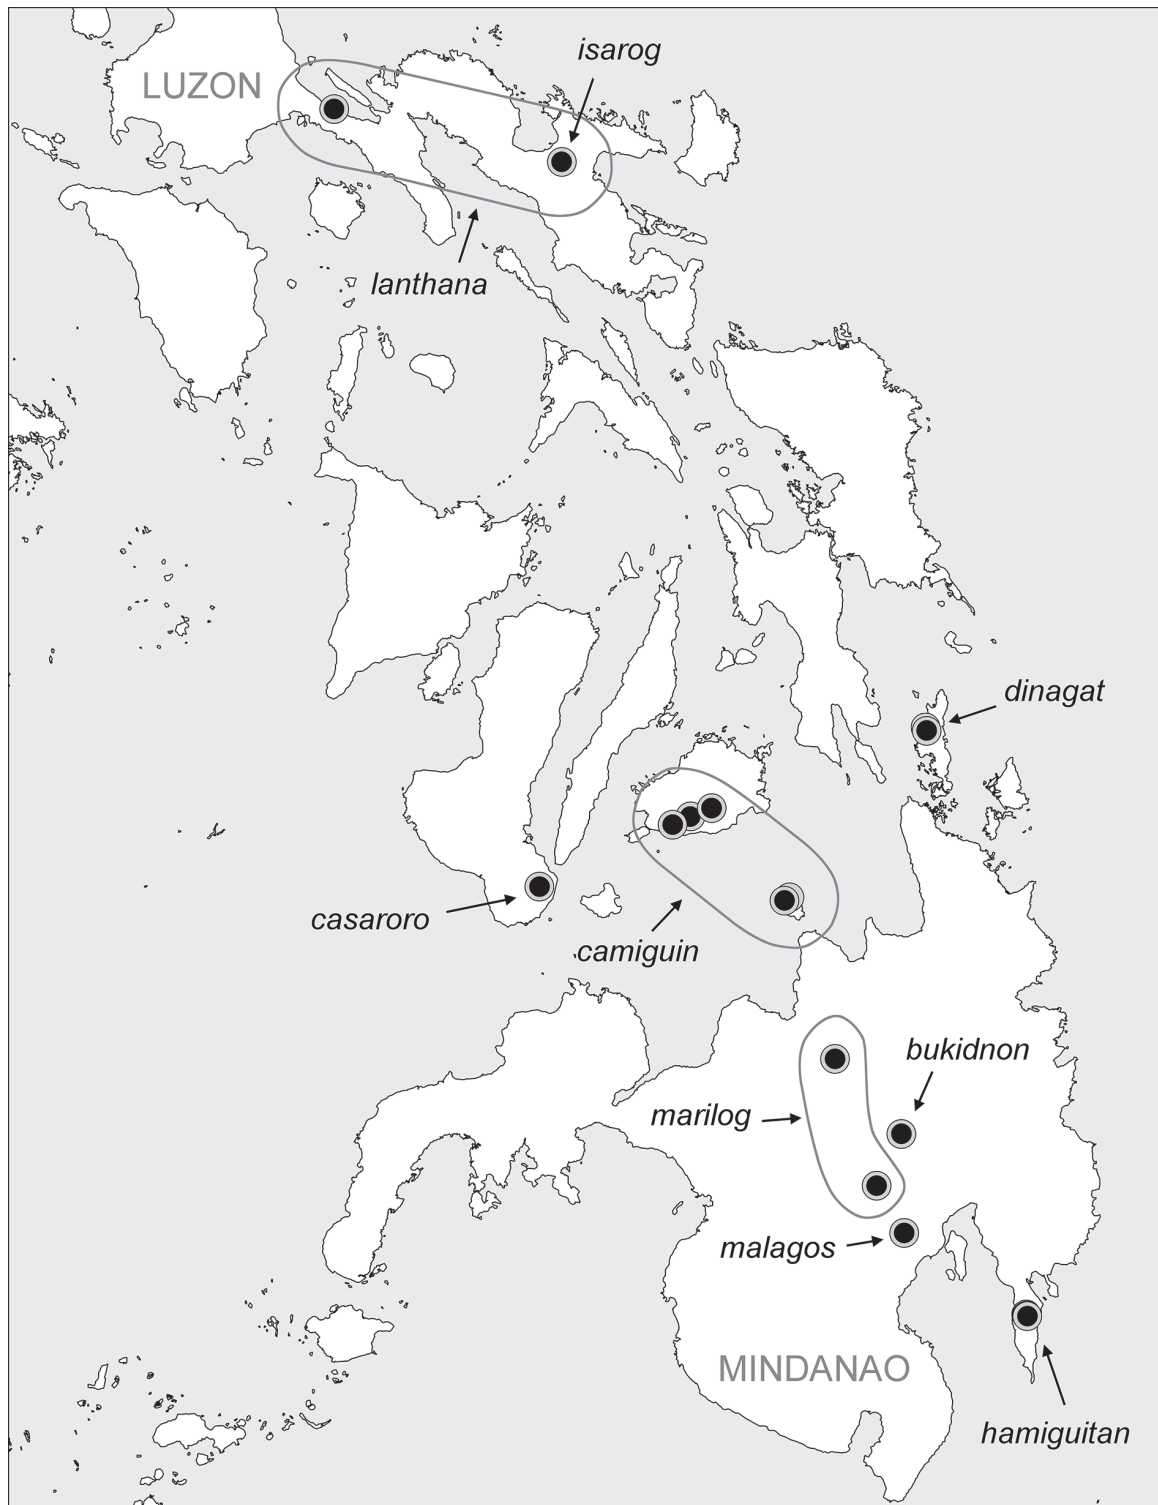 isarog
LUZON
lanthana
dinagat
casaroro
camiguin
bukidnon
marilog
malagos
MINDANAO
hamiguitan